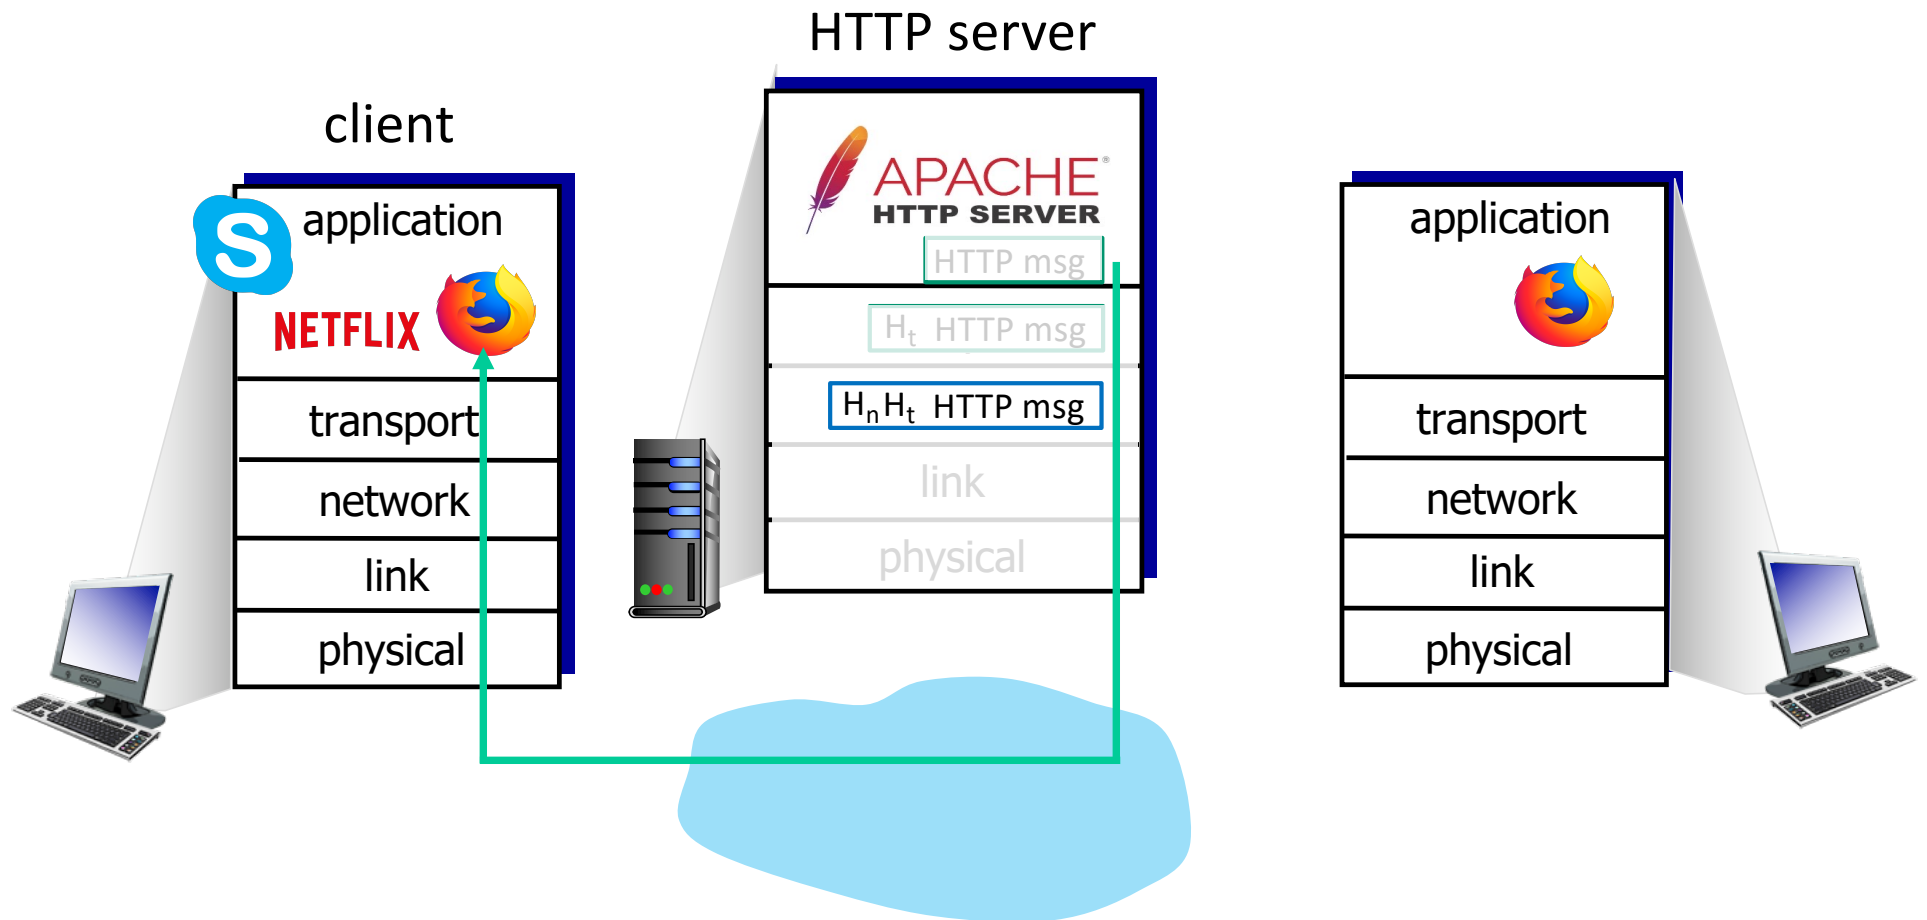 HTTP server
client
APACHE®
HTTP SERVER
HTTP msg
Ht HTTP msg
HnHt HTTP msg
link
physical
S
application
NETFLIX
transport
network
link
physical
application
transport
network
link
physical